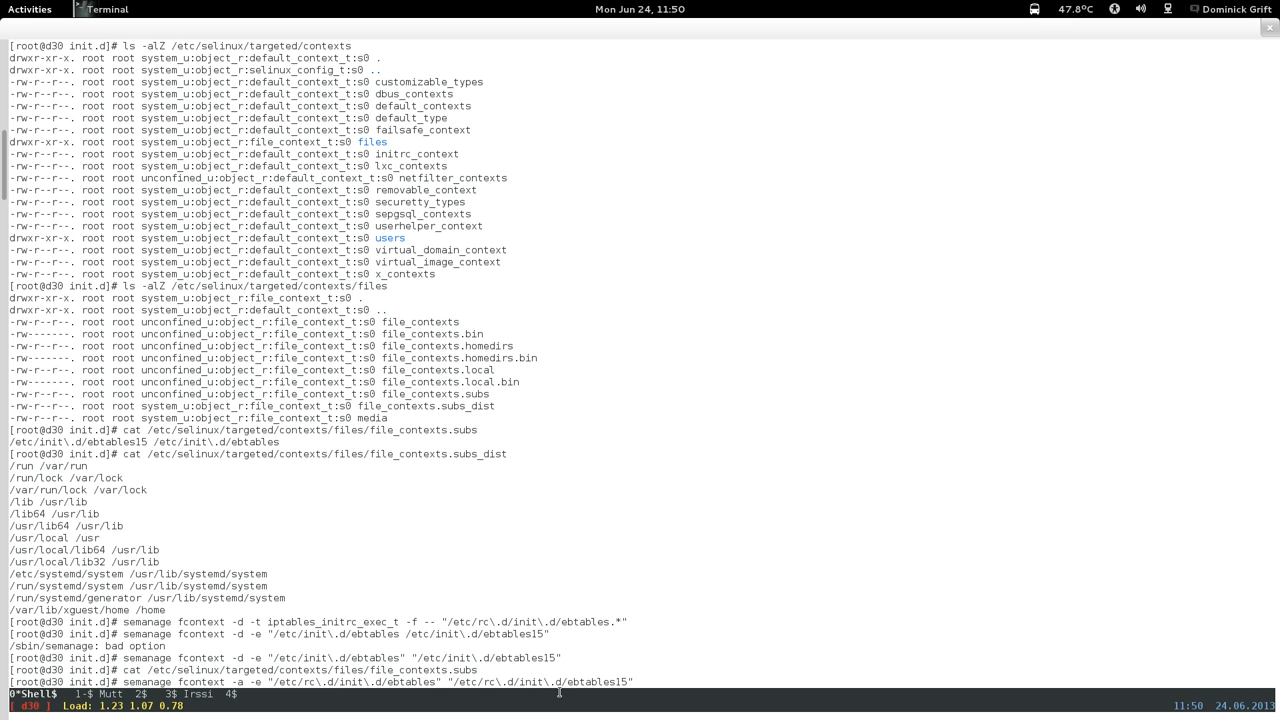 Activities Terminal Mon Jun 24, 11:50 47.8°C Dominick Grift
[root@d30 init.d]# ls -alZ /etc/selinux/targeted/contexts
drwxr-xr-x. root root system_u:object_r:default_context_t:s0 .
drwxr-xr-x. root root system_u:object_r:selinux_config_t:s0 ..
-rw-r--r--. root root system_u:object_r:default_context_t:s0 customizable_types
-rw-r--r--. root root system_u:object_r:default_context_t:s0 dbus_contexts
-rw-r--r--. root root system_u:object_r:default_context_t:s0 default_contexts
-rw-r--r--. root root system_u:object_r:default_context_t:s0 default_type
-rw-r--r--. root root system_u:object_r:default_context_t:s0 failsafe_context
drwxr-xr-x. root root system_u:object_r:file_context_t:s0 files
-rw-r--r--. root root system_u:object_r:default_context_t:s0 initrc_context
-rw-r--r--. root root system_u:object_r:default_context_t:s0 lxc_contexts
-rw-r--r--. root root unconfined_u:object_r:default_context_t:s0 netfilter_contexts
-rw-r--r--. root root system_u:object_r:default_context_t:s0 removable_context
-rw-r--r--. root root system_u:object_r:default_context_t:s0 securetty_types
-rw-r--r--. root root system_u:object_r:default_context_t:s0 sepgsql_contexts
-rw-r--r--. root root system_u:object_r:default_context_t:s0 userhelper_context
drwxr-xr-x. root root system_u:object_r:default_context_t:s0 users
-rw-r--r--. root root system_u:object_r:default_context_t:s0 virtual_domain_context
-rw-r--r--. root root system_u:object_r:default_context_t:s0 virtual_image_context
-rw-r--r--. root root system_u:object_r:default_context_t:s0 x_contexts
[root@d30 init.d]# ls -alZ /etc/selinux/targeted/contexts/files
drwxr-xr-x. root root system_u:object_r:file_context_t:s0 .
drwxr-xr-x. root root system_u:object_r:default_context_t:s0 ..
-rw-r--r--. root root unconfined_u:object_r:file_context_t:s0 file_contexts
-rw-------. root root unconfined_u:object_r:file_context_t:s0 file_contexts.bin
-rw-r--r--. root root unconfined_u:object_r:file_context_t:s0 file_contexts.homedirs
-rw-------. root root unconfined_u:object_r:file_context_t:s0 file_contexts.homedirs.bin
-rw-r--r--. root root unconfined_u:object_r:file_context_t:s0 file_contexts.local
-rw-------. root root unconfined_u:object_r:file_context_t:s0 file_contexts.local.bin
-rw-r--r--. root root unconfined_u:object_r:file_context_t:s0 file_contexts.subs
-rw-r--r--. root root system_u:object_r:file_context_t:s0 file_contexts.subs_dist
-rw-r--r--. root root system_u:object_r:file_context_t:s0 media
[root@d30 init.d]# cat /etc/selinux/targeted/contexts/files/file_contexts.subs
/etc/init\.d/ebtables15 /etc/init\.d/ebtables
[root@d30 init.d]# cat /etc/selinux/targeted/contexts/files/file_contexts.subs_dist
/run /var/run
/run/lock /var/lock
/var/run/lock /var/lock
/lib /usr/lib
/lib64 /usr/lib
/usr/lib64 /usr/lib
/usr/local /usr
/usr/local/lib64 /usr/lib
/usr/local/lib32 /usr/lib
/etc/systemd/system /usr/lib/systemd/system
/run/systemd/system /usr/lib/systemd/system
/run/systemd/generator /usr/lib/systemd/system
/var/lib/xguest/home /home
[root@d30 init.d]# semanage fcontext -d -t iptables_initrc_exec_t -f -- "/etc/rc\.d/init\.d/ebtables.*"
[root@d30 init.d]# semanage fcontext -d -e "/etc/init\.d/ebtables /etc/init\.d/ebtables15"
/sbin/semanage: bad option
[root@d30 init.d]# semanage fcontext -d -e "/etc/init\.d/ebtables" "/etc/init\.d/ebtables15"
[root@d30 init.d]# cat /etc/selinux/targeted/contexts/files/file_contexts.subs
[root@d30 init.d]# semanage fcontext -a -e "/etc/rc\.d/init\.d/ebtables" "/etc/rc\.d/init\.d/ebtables15"
0*Shell$ 1-$ Mutt 2$ 3$ Irssi 4$
[ d30 ] Load: 1.23 1.07 0.78 11:50 24.06.2013